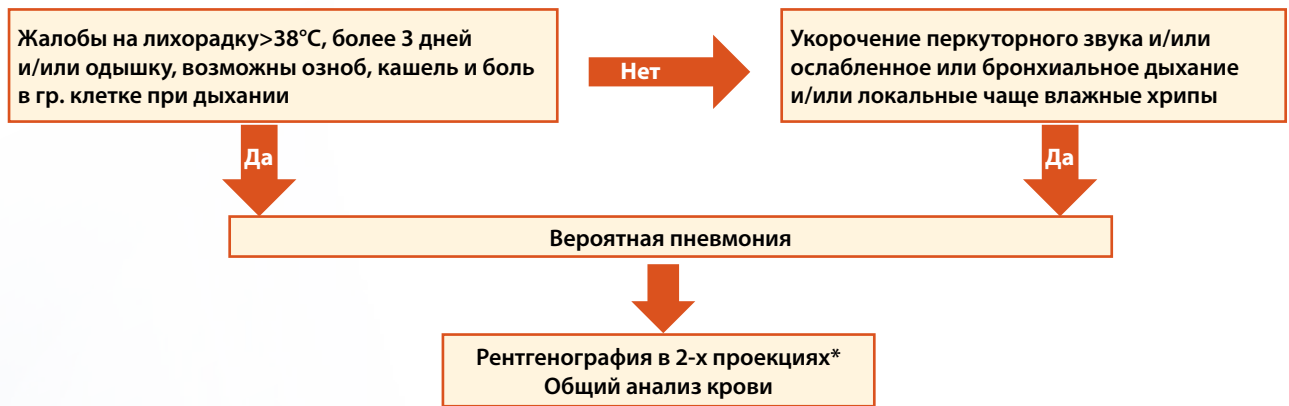 Жалобы на лихорадку>38°С, более 3 дней
и/или одышку, возможны озноб, кашель и боль
в гр. клетке при дыхании
Нет
Укорочение перкуторного звука и/или
ослабленное или бронхиальное дыхание
и/или локальные чаще влажные хрипы
Да
Да
Вероятная пневмония
Рентгенография в 2-х проекциях*
Общий анализ крови